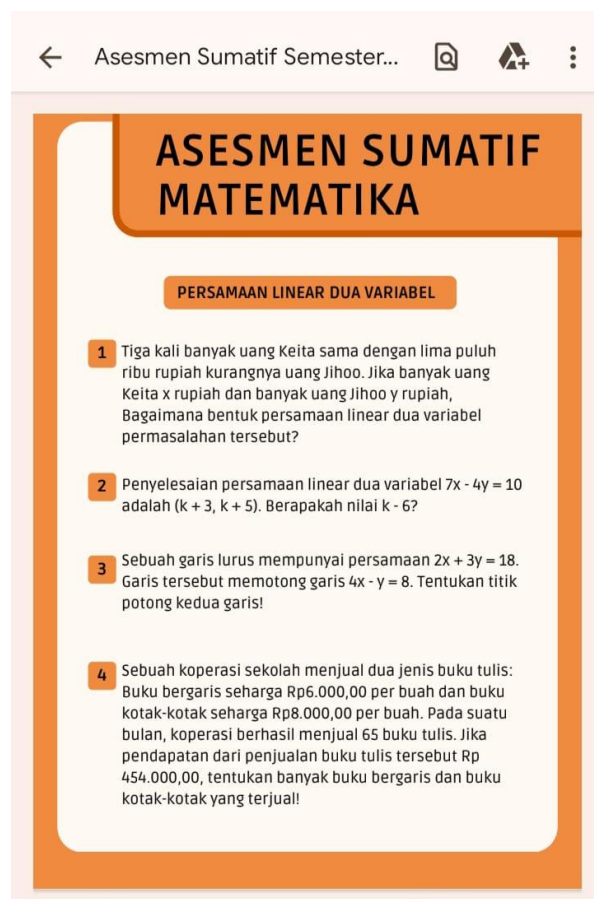 Asesmen Sumatif Semester...
ASESMEN SUMATIF
MATEMATIKA
PERSAMAAN LINEAR DUA VARIABEL
1 Tiga kali banyak uang Keita sama dengan lima puluh
ribu rupiah kurangnya uang Jihoo. Jika banyak uang
Keita x rupiah dan banyak uang Jihoo y rupiah,
Bagaimana bentuk persamaan linear dua variabel
permasalahan tersebut?
2 Penyelesaian persamaan linear dua variabel 7x - 4y = 10
adalah (k + 3, k + 5). Berapakah nilai k - 6?
3 Sebuah garis lurus mempunyai persamaan 2x + 3y = 18.
Garis tersebut memotong garis 4x - y = 8. Tentukan titik
potong kedua garis!
4 Sebuah koperasi sekolah menjual dua jenis buku tulis:
Buku bergaris seharga Rp6.000,00 per buah dan buku
kotak-kotak seharga Rp8.000,00 per buah. Pada suatu
bulan, koperasi berhasil menjual 65 buku tulis. Jika
pendapatan dari penjualan buku tulis tersebut Rp
454.000,00, tentukan banyak buku bergaris dan buku
kotak-kotak yang terjual!